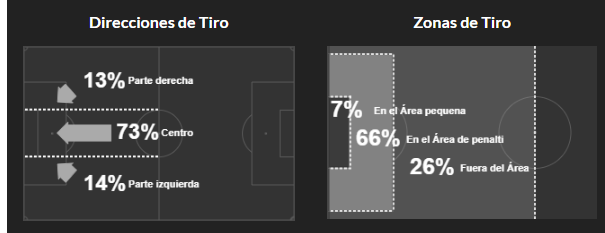 Direcciones de Tiro
13% Parte derecha
73% Centro
14% Parte izquierda
Zonas de Tiro
7% En el Área pequena
66% En el Área de penalti
26% Fuera del Área